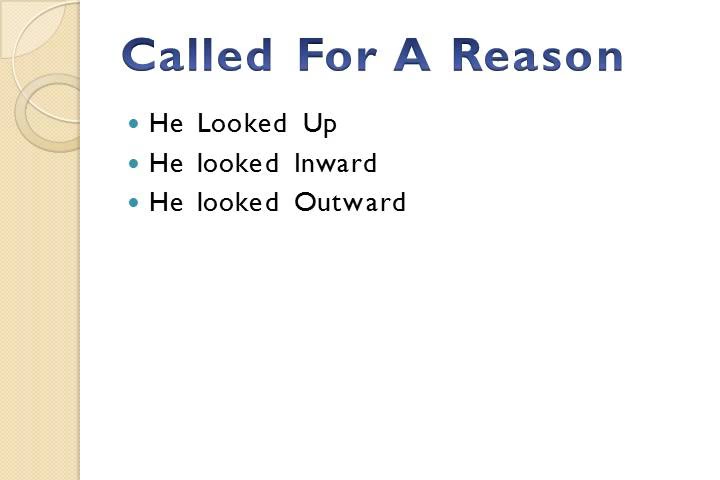 Called For A Reason
• He Looked Up
• He looked Inward
• He looked Outward